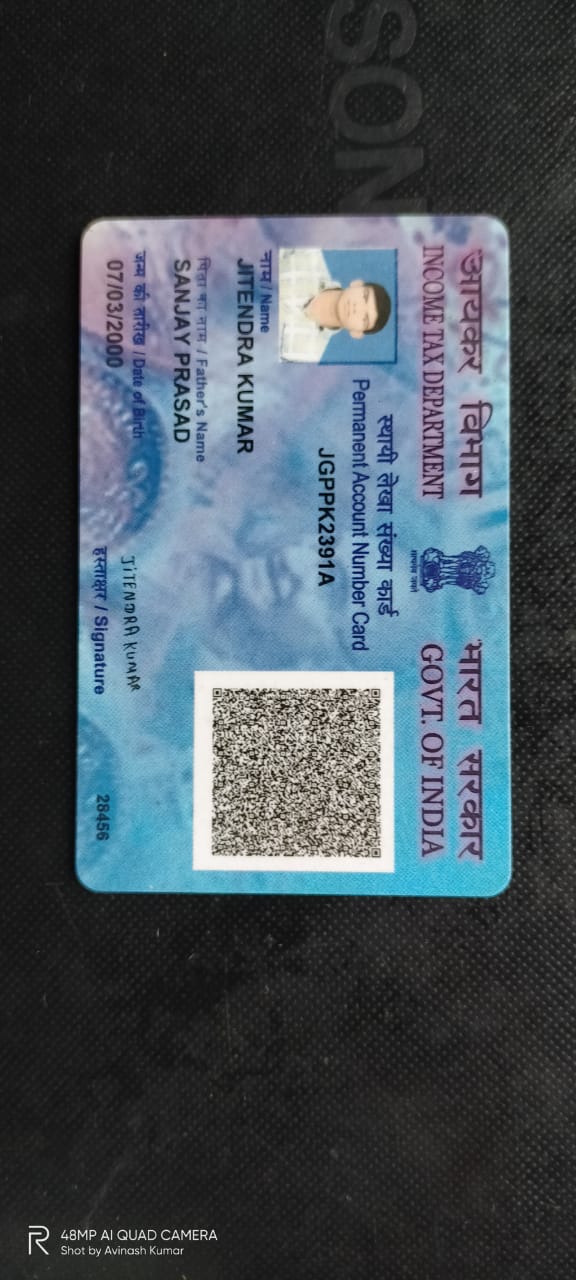 SON
आयकर विभाग
INCOME TAX DEPARTMENT
सत्यमेव जयते
भारत सरकार
GOVT. OF INDIA
स्थायी लेखा संख्या कार्ड
Permanent Account Number Card
JGPPK2391A
नाम / Name
JITENDRA KUMAR
पिता का नाम / Father's Name
SANJAY PRASAD
जन्म की तारीख / Date of Birth
07/03/2000
JITENDRA KUMAR
हस्ताक्षर / Signature
28456
48MP AI QUAD CAMERA
Shot by Avinash Kumar